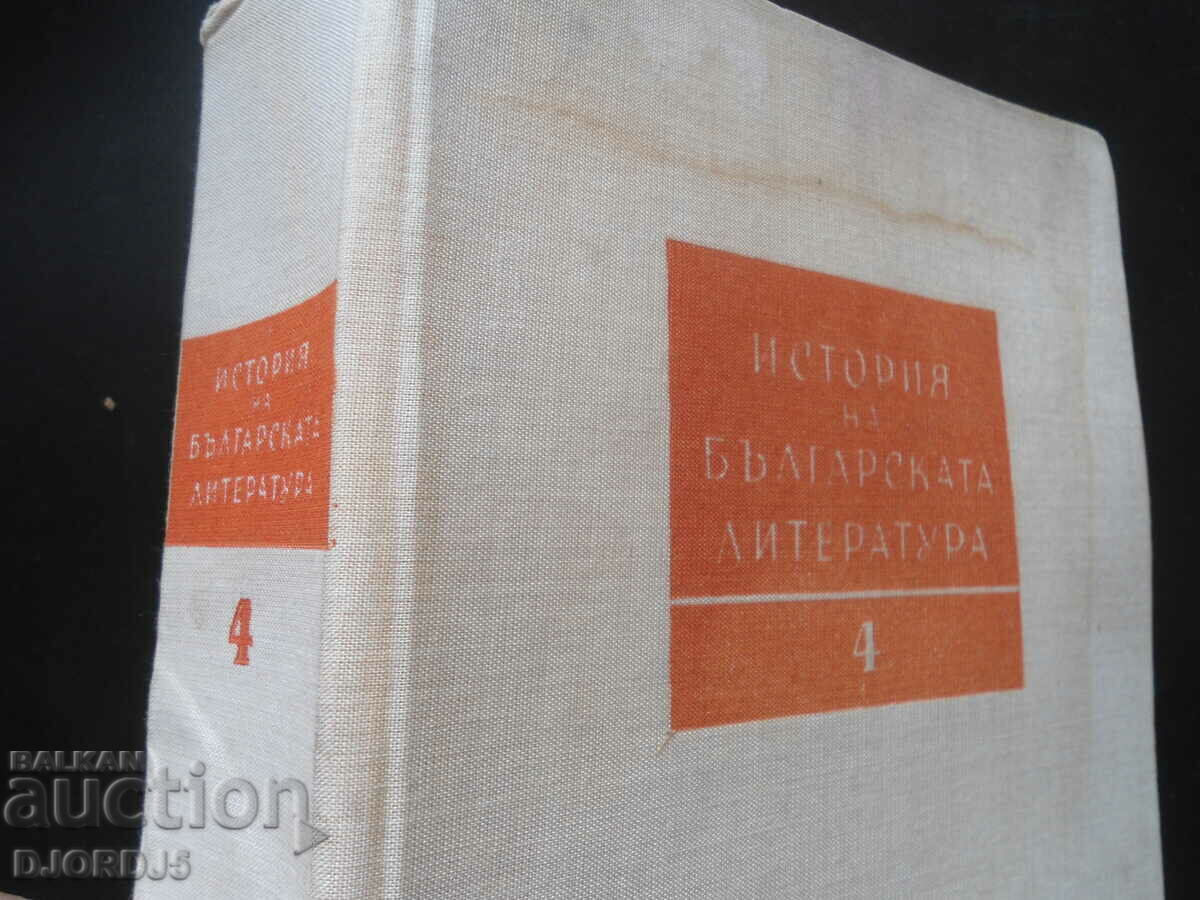 ИСТОРИЯ
НА
БЪЛГАРСКАТА
ЛИТЕРАТУРА
4
ИСТОРИЯ
НА
БЪЛГАРСКАТА
ЛИТЕРАТУРА
4
BALKAN
auction
DJORDJ5